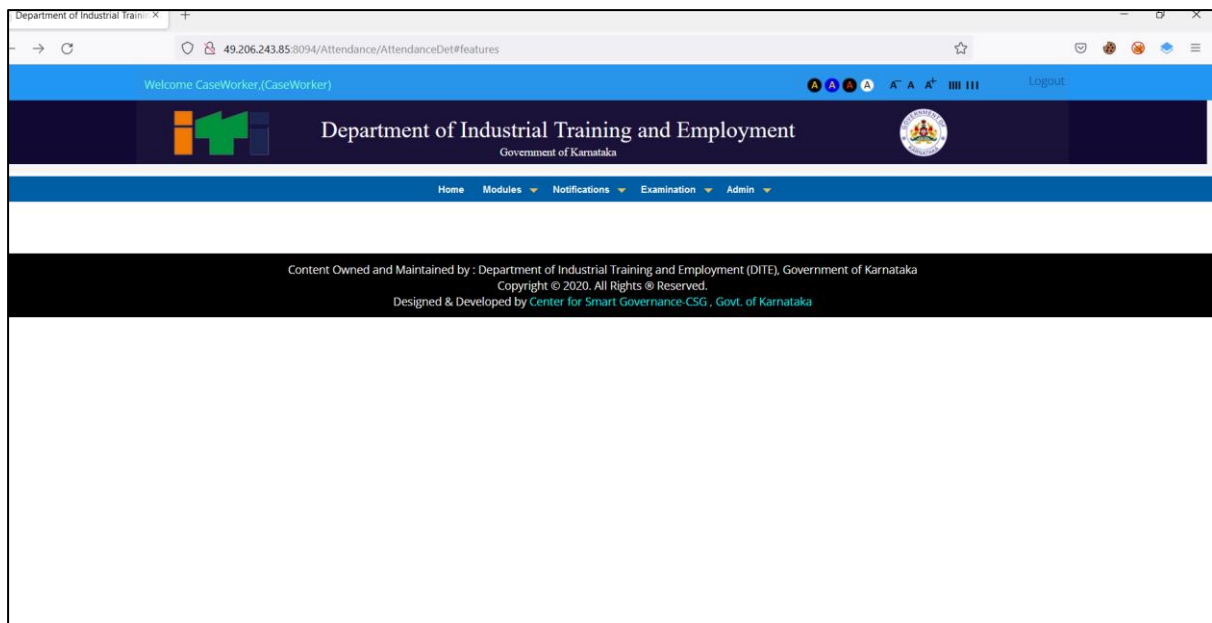 Department of Industrial Trainin
49.206.243.85:8094/Attendance/AttendanceDet#features
Welcome CaseWorker,(CaseWorker)
A A A A A- A A+
Logout
iti
Department of Industrial Training and Employment
Government of Karnataka
Home Modules Notifications Examination Admin
Content Owned and Maintained by : Department of Industrial Training and Employment (DITE), Government of Karnataka
Copyright © 2020. All Rights ® Reserved.
Designed & Developed by Center for Smart Governance-CSG , Govt. of Karnataka